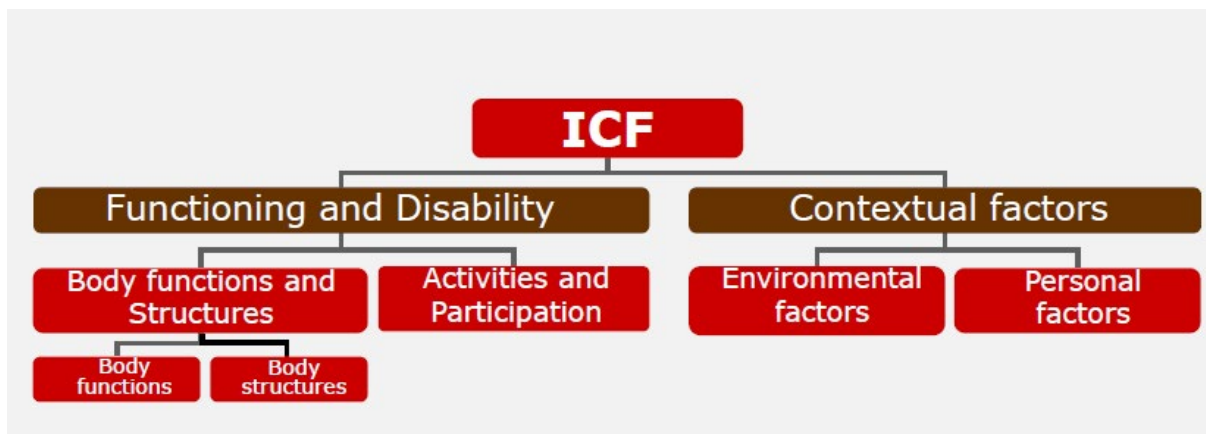 ICF
Functioning and Disability
Contextual factors
Body functions and
Structures
Activities and
Participation
Environmental
factors
Personal
factors
Body
functions
Body
structures